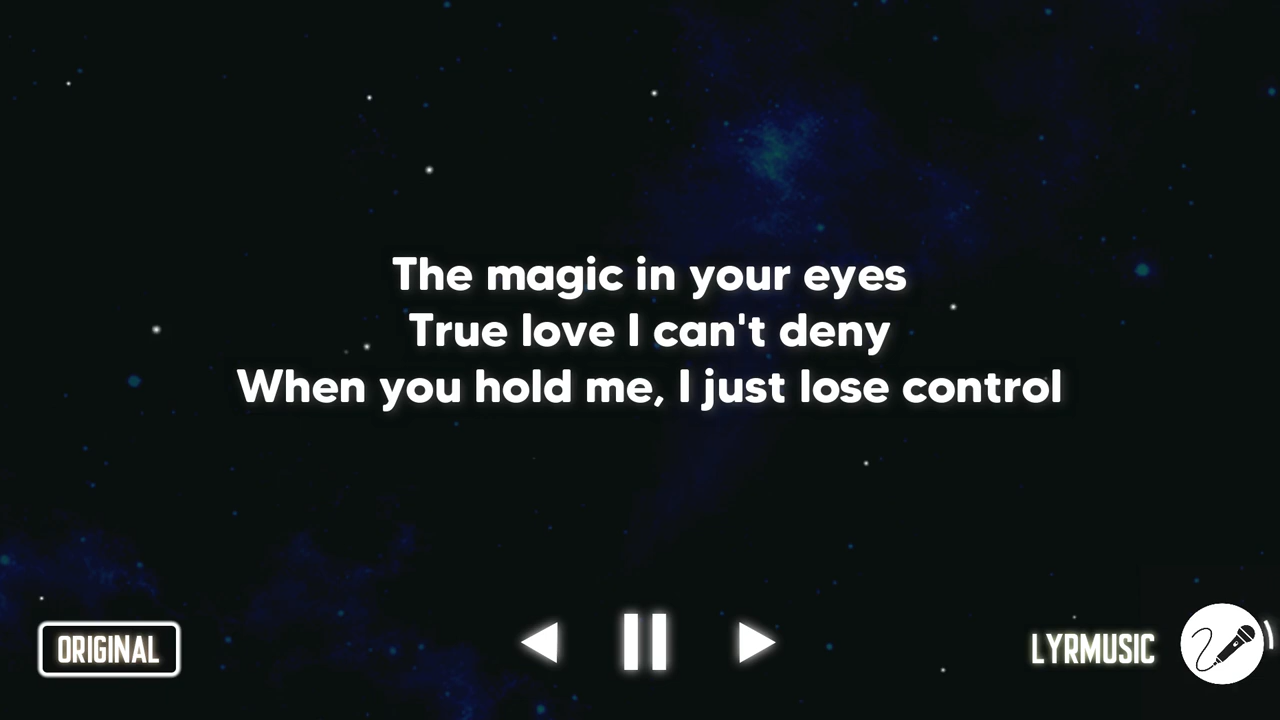 The magic in your eyes
True love I can't deny
When you hold me, I just lose control
ORIGINAL
LYRMUSIC